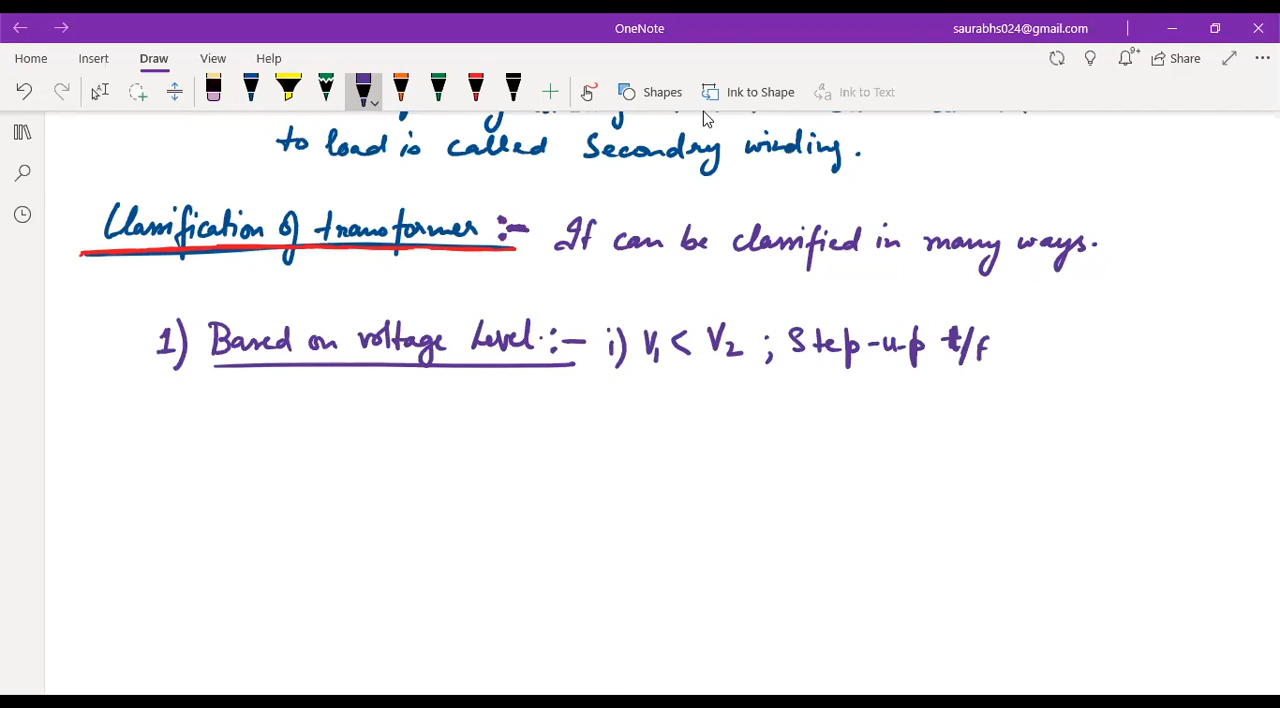 OneNote
saurabhs024@gmail.com
Home Insert Draw View Help
Share
Shapes Ink to Shape Ink to Text
to load is called Secondry winding.
Classification of transformer :- It can be classified in many ways.
1) Based on voltage level :- i) V₁ < V₂ ; Step-up t/f